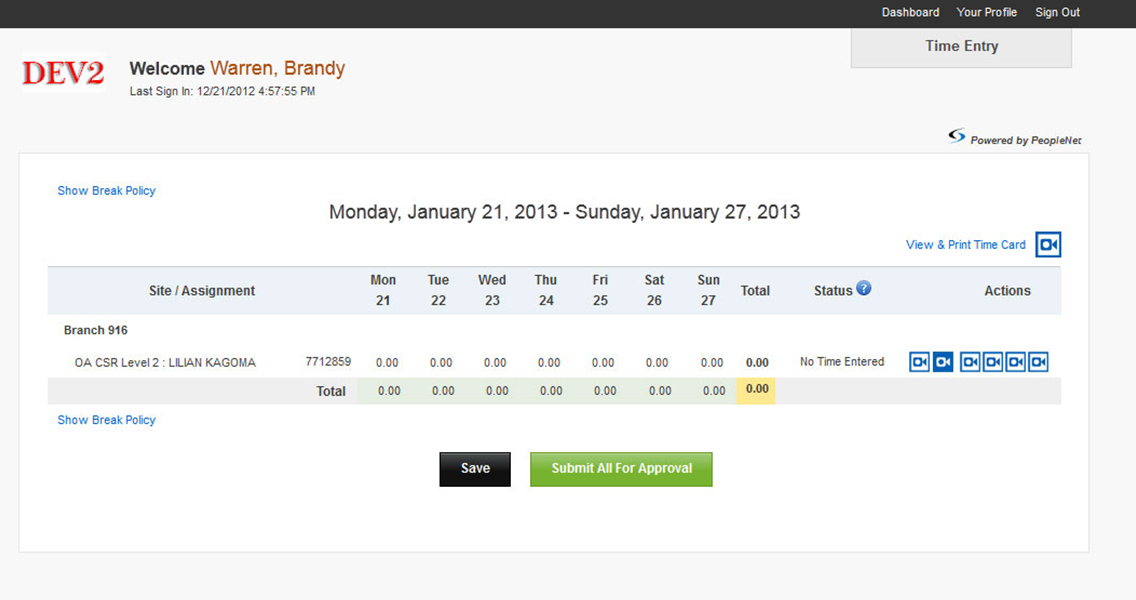 Dashboard Your Profile Sign Out
Time Entry
DEV2
Welcome Warren, Brandy
Last Sign In: 12/21/2012 4:57:55 PM
Powered by PeopleNet
Show Break Policy
Monday, January 21, 2013 - Sunday, January 27, 2013
View & Print Time Card
Site / Assignment Mon 21 Tue 22 Wed 23 Thu 24 Fri 25 Sat 26 Sun 27 Total Status ? Actions
Branch 916
OA CSR Level 2 : LILIAN KAGOMA 7712859 0.00 0.00 0.00 0.00 0.00 0.00 0.00 0.00 No Time Entered
Total 0.00 0.00 0.00 0.00 0.00 0.00 0.00 0.00
Show Break Policy
Save Submit All For Approval